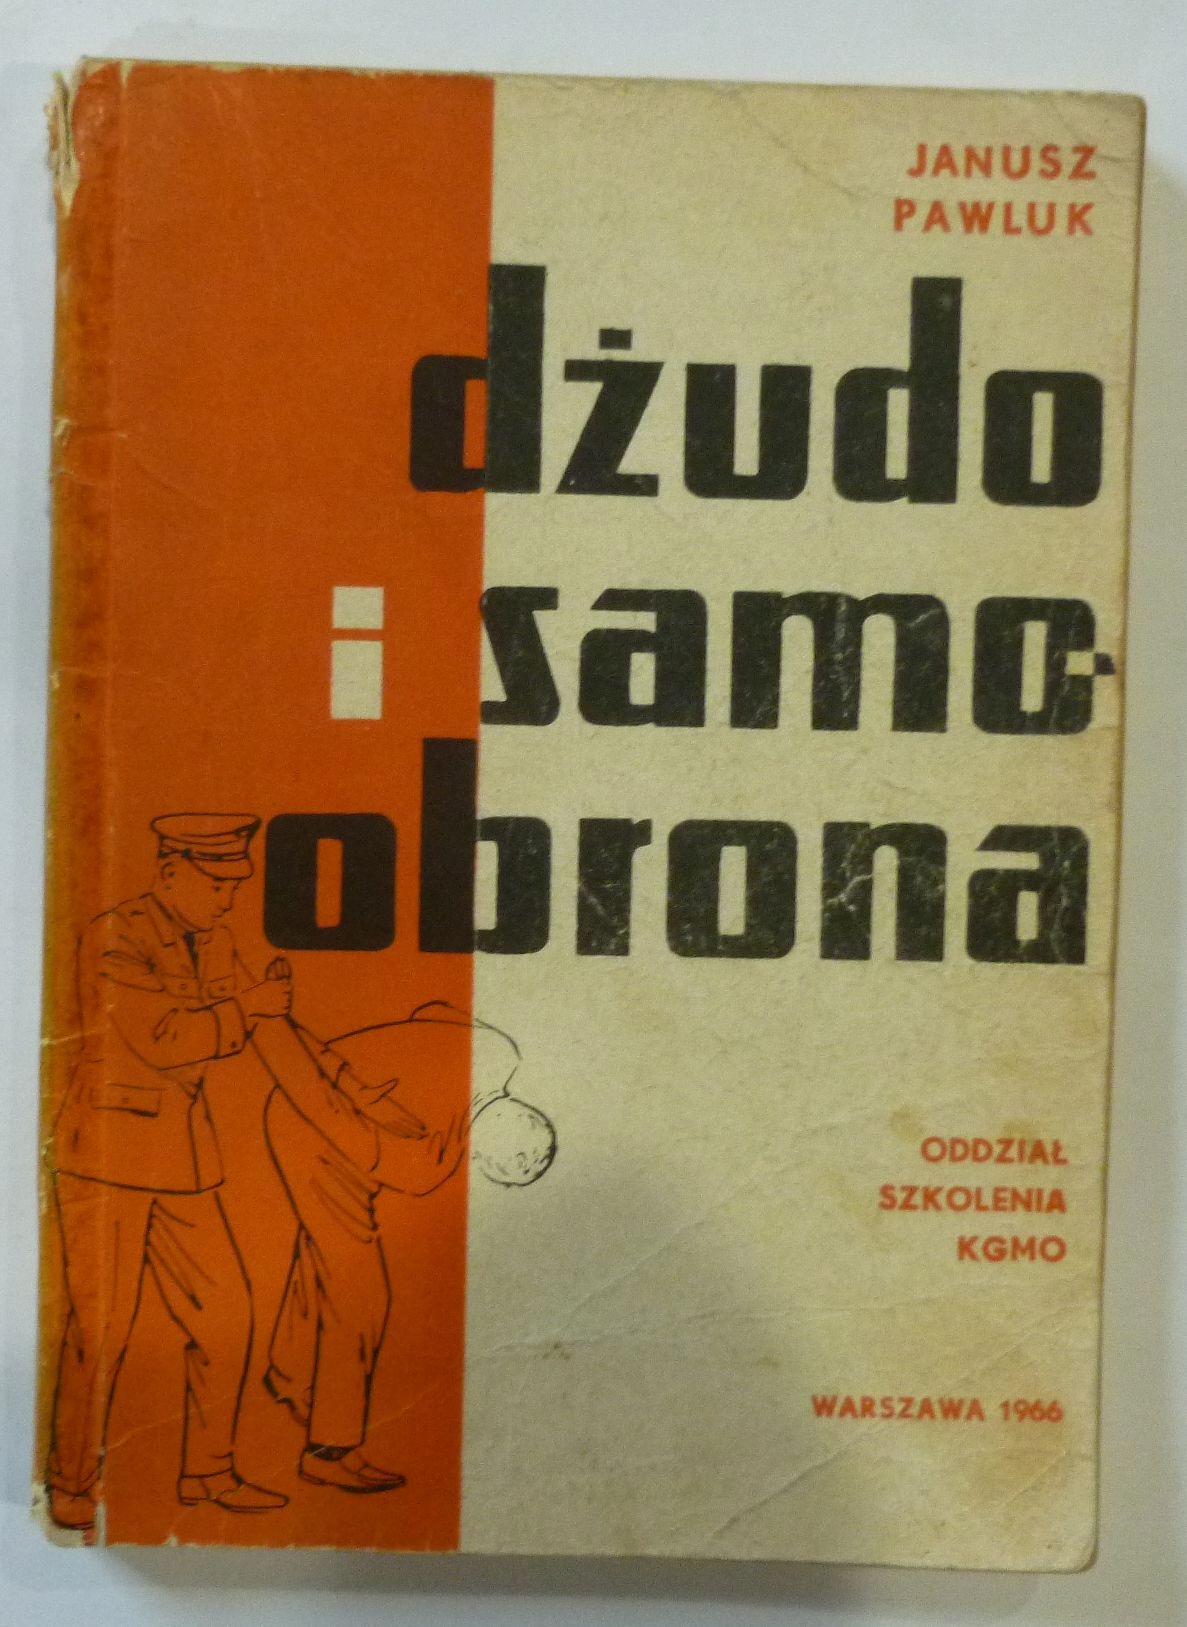 JANUSZ
PAWLUK
dżudo
i samo-
obrona
ODDZIAŁ
SZKOLENIA
KGMO
WARSZAWA 1966